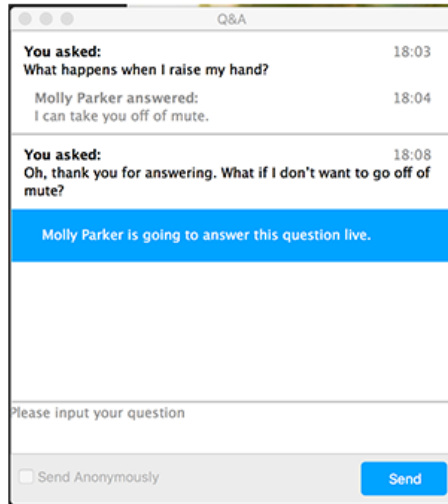 Q&A
You asked: 18:03
What happens when I raise my hand?
Molly Parker answered: 18:04
I can take you off of mute.
You asked: 18:08
Oh, thank you for answering. What if I don't want to go off of
mute?
Molly Parker is going to answer this question live.
Please input your question
Send Anonymously
Send